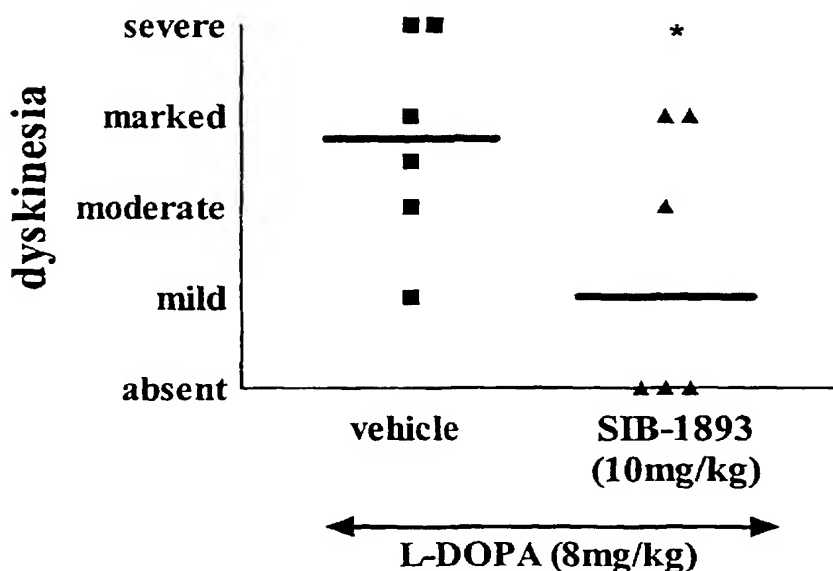 dyskinesia
severe
marked
moderate
mild
absent
*
vehicle
SIB-1893
(10mg/kg)
L-DOPA (8mg/kg)